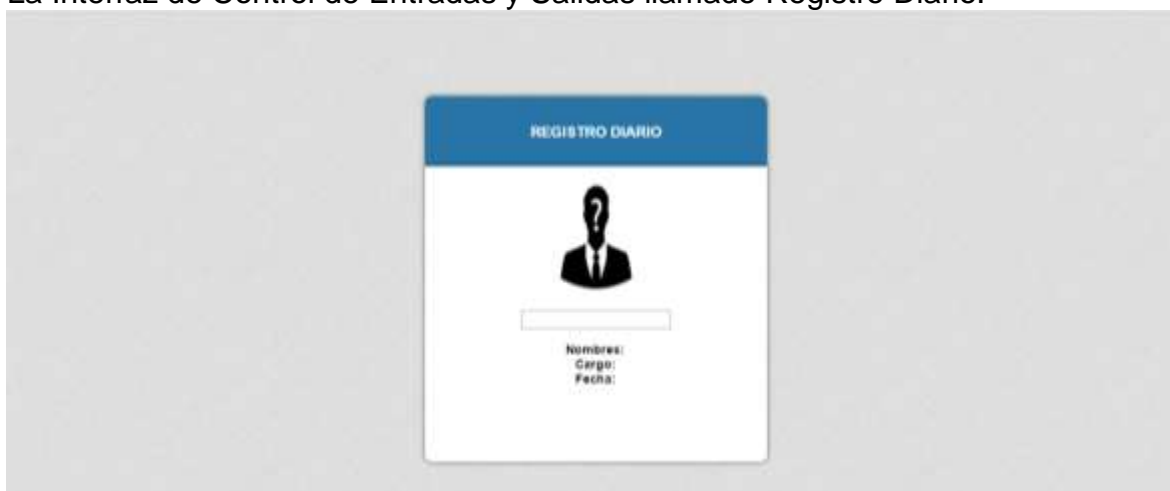 La Interfaz de Control de Entradas y Salidas llamado Registro Diario.
REGISTRO DIARIO
?
Nombres:
Cargo:
Fecha: